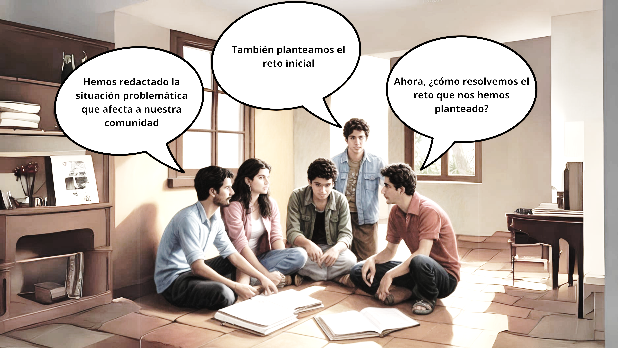 Hemos redactado la
situación problemática
que afecta a nuestra
comunidad
También planteamos el
reto inicial
Ahora, ¿cómo resolvemos el
reto que nos hemos
planteado?